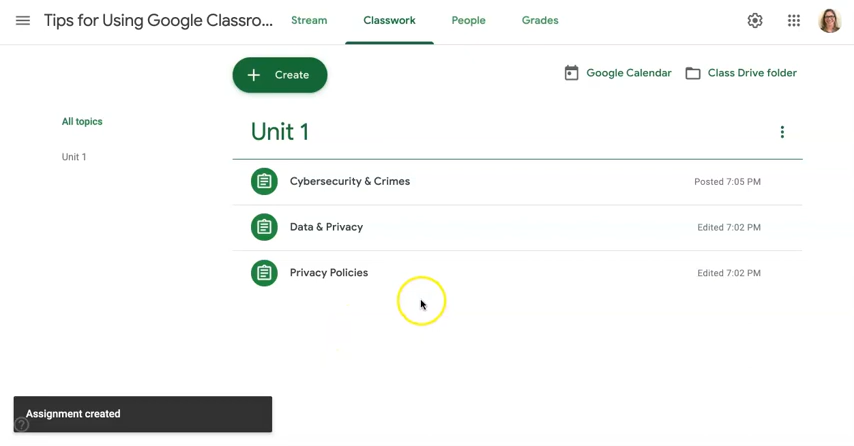 Tips for Using Google Classro... Stream Classwork People Grades
+ Create Google Calendar Class Drive folder
All topics
Unit 1
Unit 1
Cybersecurity & Crimes Posted 7:05 PM
Data & Privacy Edited 7:02 PM
Privacy Policies Edited 7:02 PM
Assignment created
?